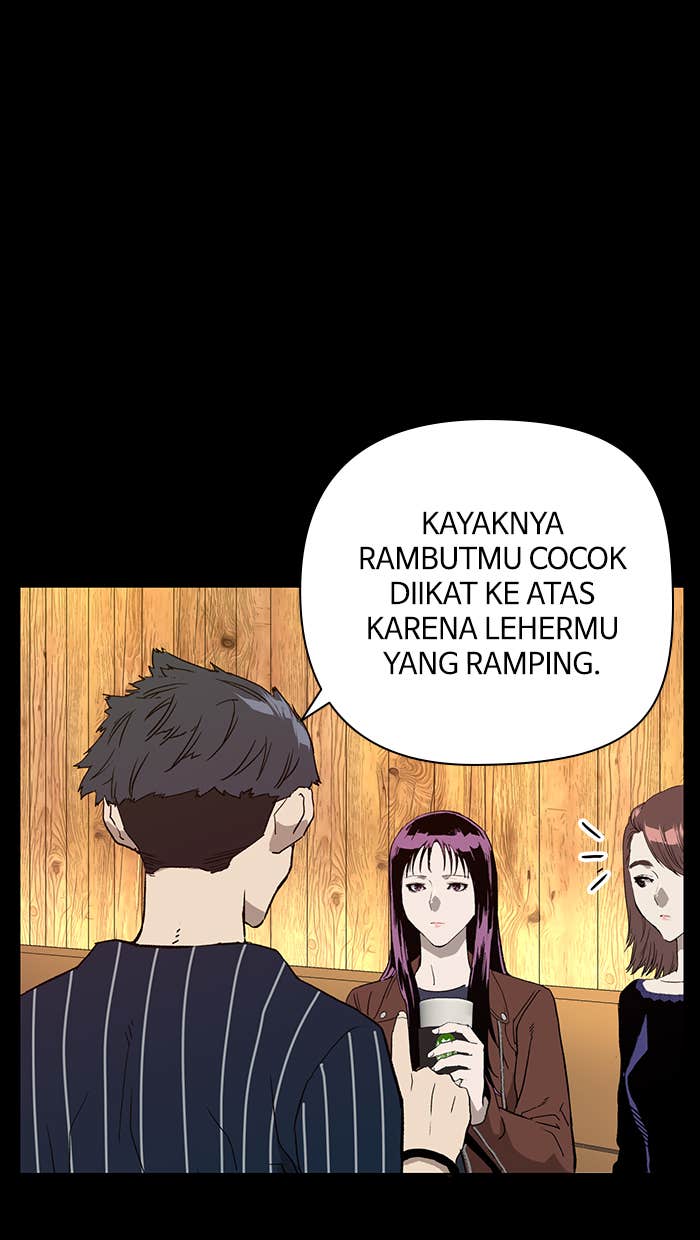 KAYAKNYA
RAMBUTMU COCOK
DIIKAT KE ATAS
KARENA LEHERMU
YANG RAMPING.